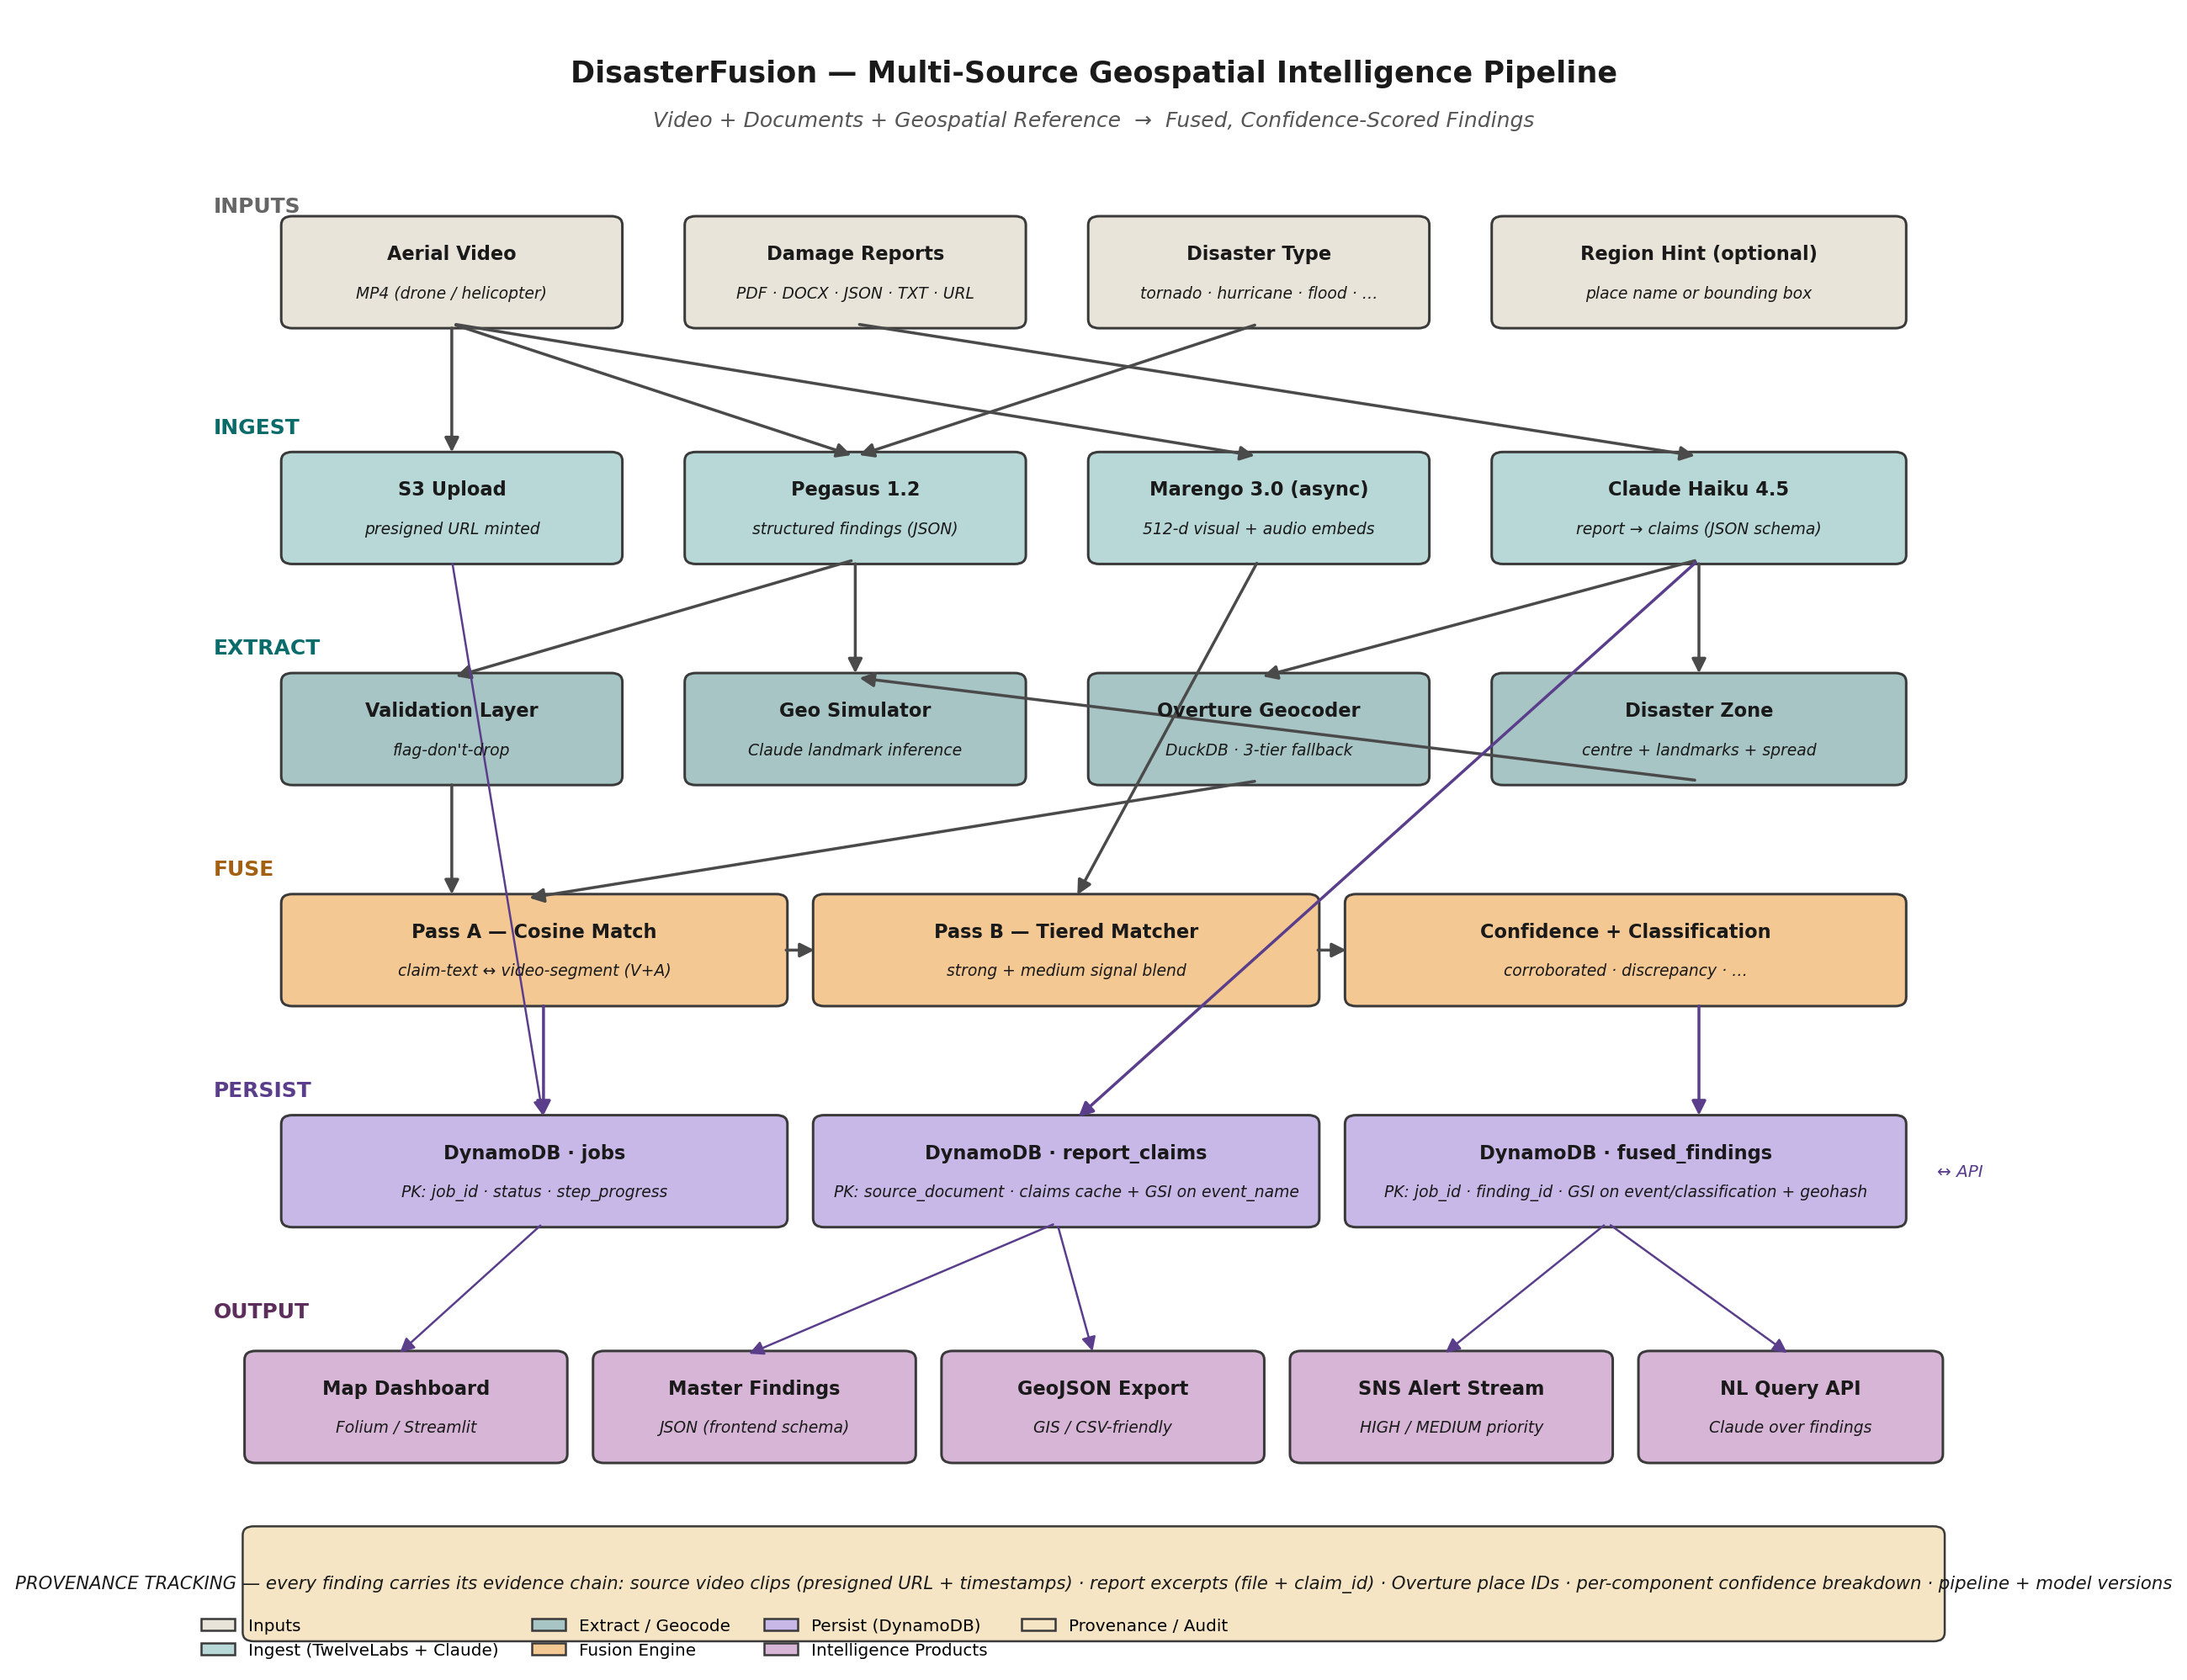 DisasterFusion — Multi-Source Geospatial Intelligence Pipeline
Video + Documents + Geospatial Reference → Fused, Confidence-Scored Findings
INPUTS
Aerial Video
MP4 (drone / helicopter)
Damage Reports
PDF · DOCX · JSON · TXT · URL
Disaster Type
tornado · hurricane · flood · …
Region Hint (optional)
place name or bounding box
INGEST
S3 Upload
presigned URL minted
Pegasus 1.2
structured findings (JSON)
Marengo 3.0 (async)
512-d visual + audio embeds
Claude Haiku 4.5
report → claims (JSON schema)
EXTRACT
Validation Layer
flag-don't-drop
Geo Simulator
Claude landmark inference
Overture Geocoder
DuckDB · 3-tier fallback
Disaster Zone
centre + landmarks + spread
FUSE
Pass A — Cosine Match
claim-text ↔ video-segment (V+A)
Pass B — Tiered Matcher
strong + medium signal blend
Confidence + Classification
corroborated · discrepancy · …
PERSIST
DynamoDB · jobs
PK: job_id · status · step_progress
DynamoDB · report_claims
PK: source_document · claims cache + GSI on event_name
DynamoDB · fused_findings
PK: job_id · finding_id · GSI on event/classification + geohash
↔ API
OUTPUT
Map Dashboard
Folium / Streamlit
Master Findings
JSON (frontend schema)
GeoJSON Export
GIS / CSV-friendly
SNS Alert Stream
HIGH / MEDIUM priority
NL Query API
Claude over findings
PROVENANCE TRACKING — every finding carries its evidence chain: source video clips (presigned URL + timestamps) · report excerpts (file + claim_id) · Overture place IDs · per-component confidence breakdown · pipeline + model versions
Inputs
Ingest (TwelveLabs + Claude)
Extract / Geocode
Fusion Engine
Persist (DynamoDB)
Intelligence Products
Provenance / Audit